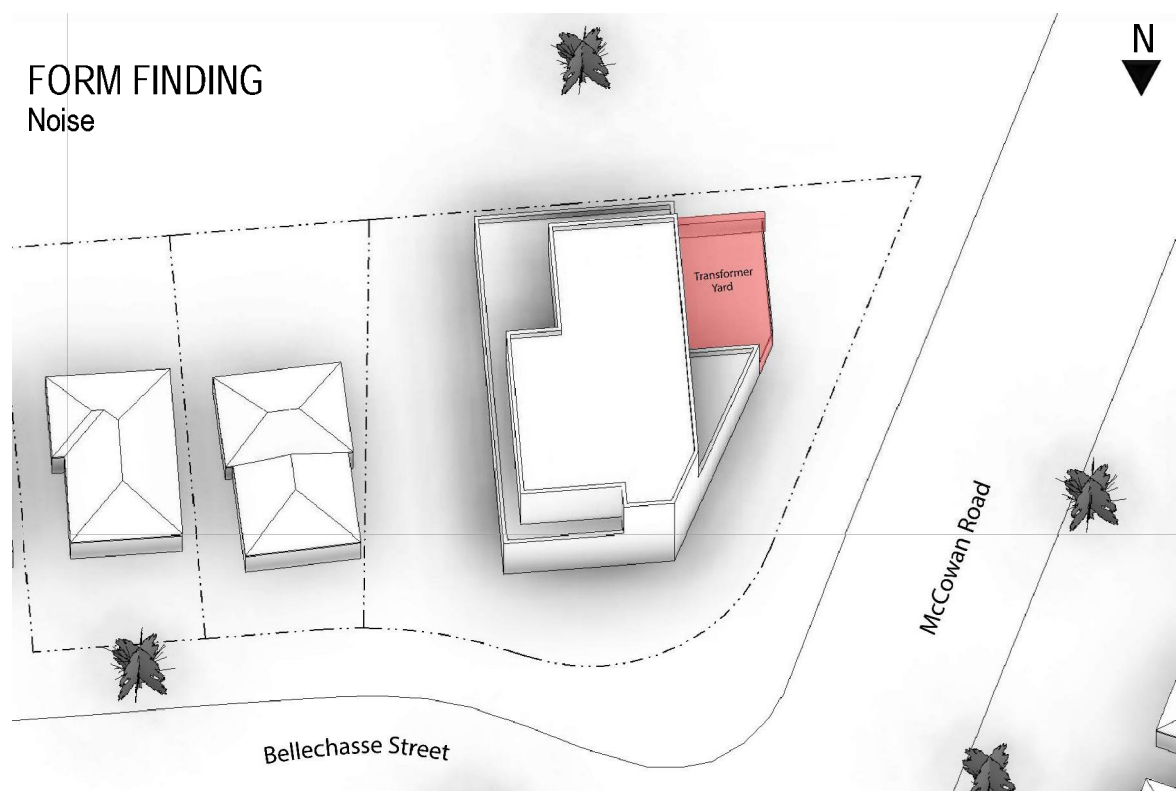 FORM FINDING
Noise
N
Transformer
Yard
McCowan Road
Bellechasse Street